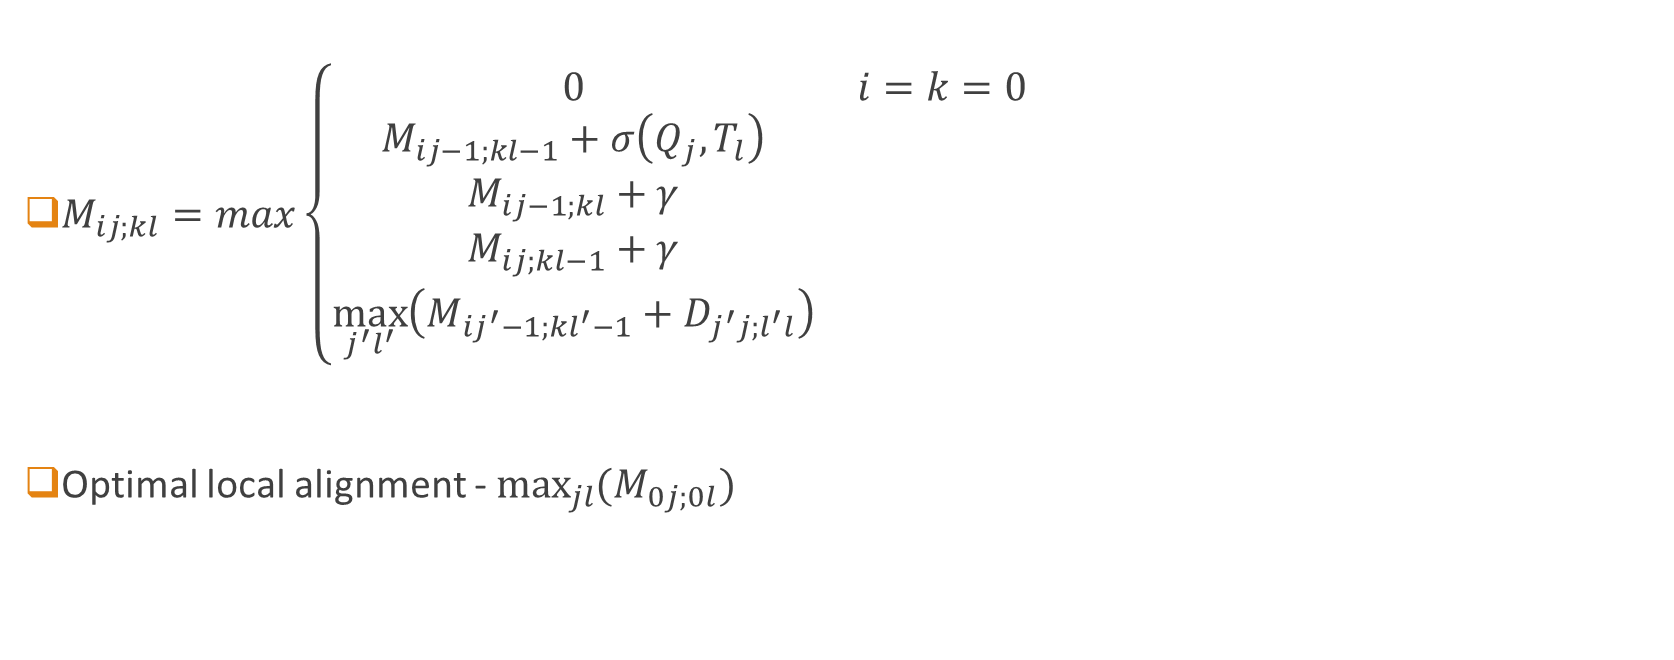 0 i = k = 0
M_{ij−1;kl−1} + σ(Q_j, T_l)
M_{ij−1;kl} + γ
❑M_{ij;kl} = max {
M_{ij;kl−1} + γ
max_{j′l′}(M_{ij′−1;kl′−1} + D_{j′j;l′l})
❑Optimal local alignment - max_{jl}(M_{0j;0l})